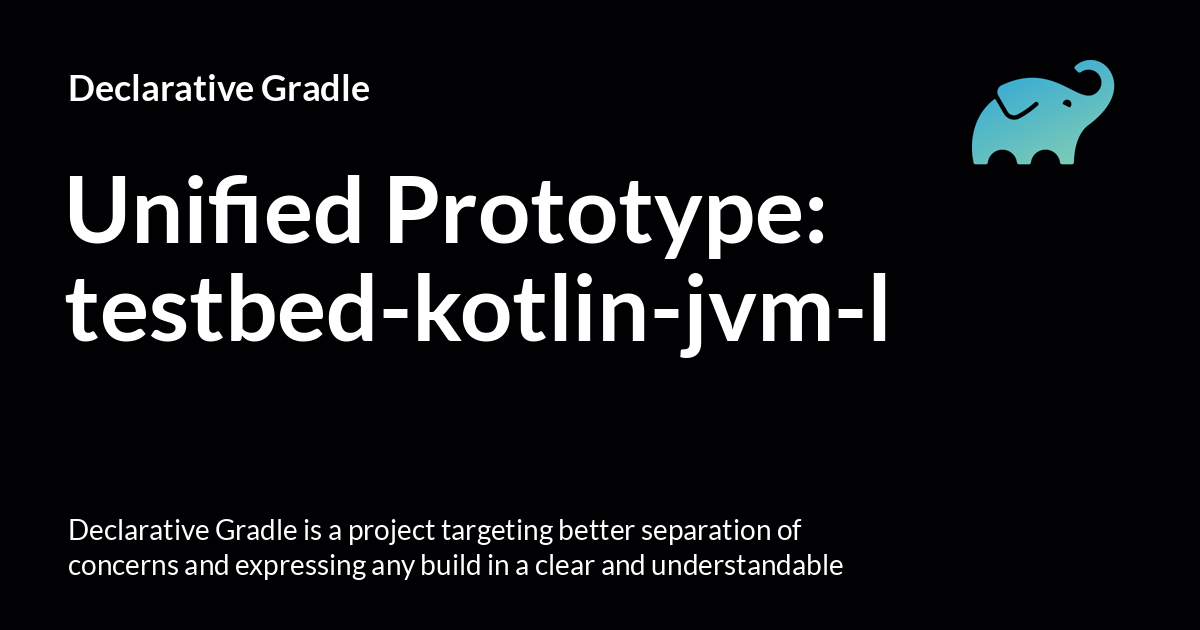 Declarative Gradle
Unified Prototype:
testbed-kotlin-jvm-l
Declarative Gradle is a project targeting better separation of
concerns and expressing any build in a clear and understandable